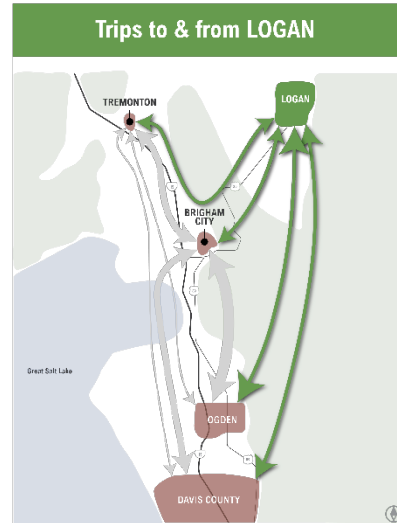 Trips to & from LOGAN
LOGAN
TREMONTON
BRIGHAM
CITY
Great Salt Lake
OGDEN
DAVIS COUNTY